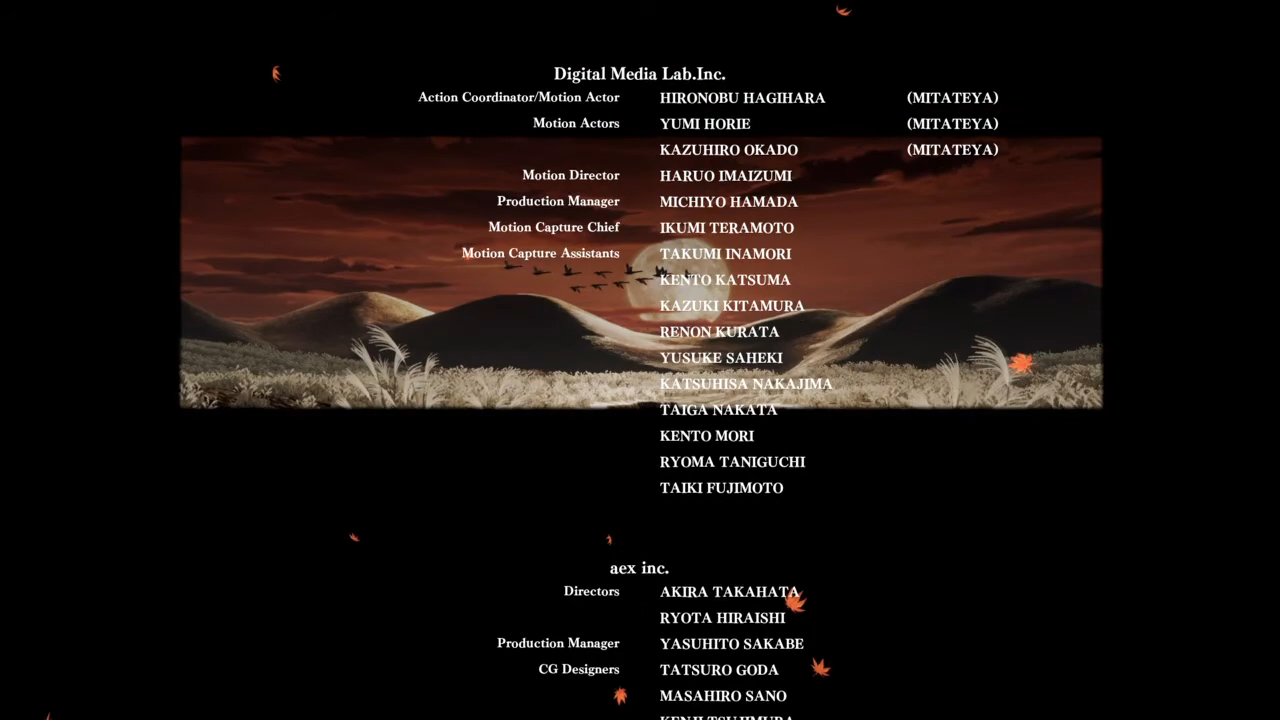 Digital Media Lab.Inc.
Action Coordinator/Motion Actor HIRONOBU HAGIHARA (MITATEYA)
Motion Actors YUMI HORIE (MITATEYA)
KAZUHIRO OKADO (MITATEYA)
Motion Director HARUO IMAIZUMI
Production Manager MICHIYO HAMADA
Motion Capture Chief IKUMI TERAMOTO
Motion Capture Assistants TAKUMI INAMORI
KENTO KATSUMA
KAZUKI KITAMURA
RENON KURATA
YUSUKE SAHEKI
KATSUHISA NAKAJIMA
TAIGA NAKATA
KENTO MORI
RYOMA TANIGUCHI
TAIKI FUJIMOTO
aex inc.
Directors AKIRA TAKAHATA
RYOTA HIRAISHI
Production Manager YASUHITO SAKABE
CG Designers TATSURO GODA
MASAHIRO SANO
KENJI TSUJIMURA